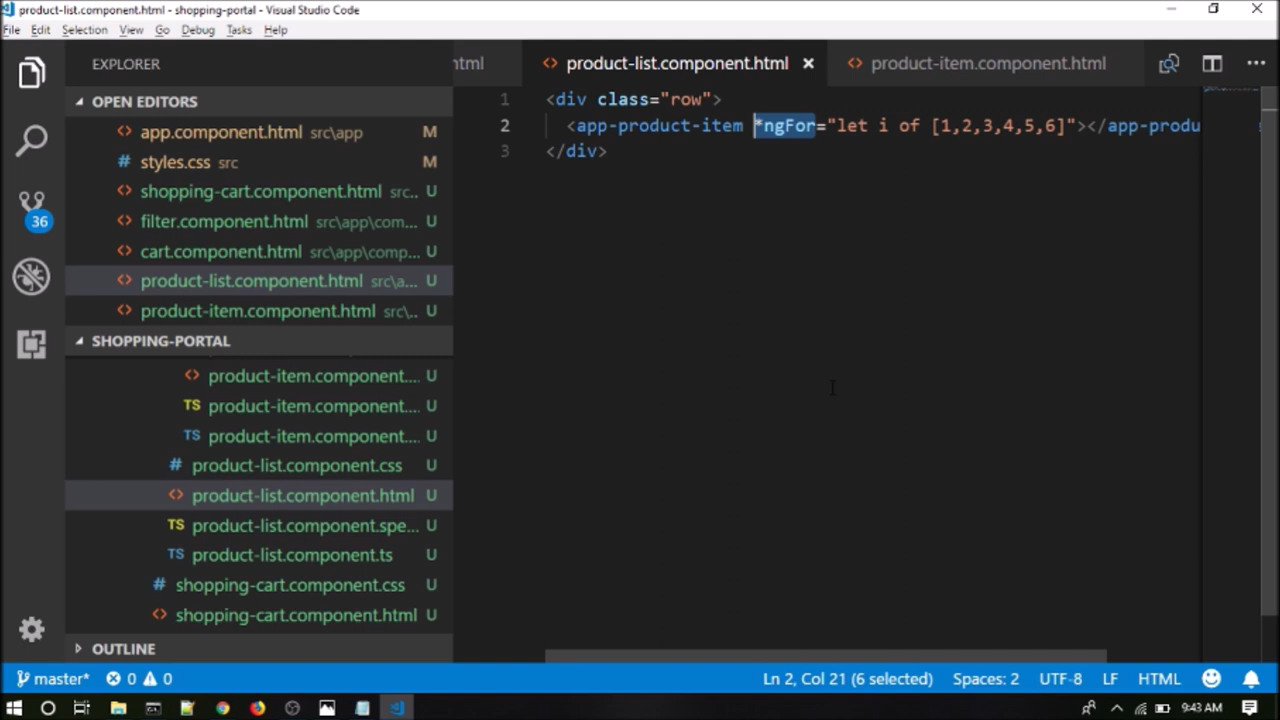 product-list.component.html - shopping-portal - Visual Studio Code
File Edit Selection View Go Debug Tasks Help
EXPLORER
html
product-list.component.html
product-item.component.html
OPEN EDITORS
app.component.html src\app M
styles.css src M
shopping-cart.component.html src... U
filter.component.html src\app\com... U
cart.component.html src\app\comp... U
product-list.component.html src\a... U
product-item.component.html src\... U
SHOPPING-PORTAL
product-item.component.... U
TS product-item.component.... U
TS product-item.component.... U
# product-list.component.css U
product-list.component.html U
TS product-list.component.spe... U
TS product-list.component.ts U
# shopping-cart.component.css U
shopping-cart.component.html U
OUTLINE
36
1 <div class="row">
2 <app-product-item *ngFor="let i of [1,2,3,4,5,6]"></app-produ
3 </div>
master* 0 0 Ln 2, Col 21 (6 selected) Spaces: 2 UTF-8 LF HTML
9:43 AM